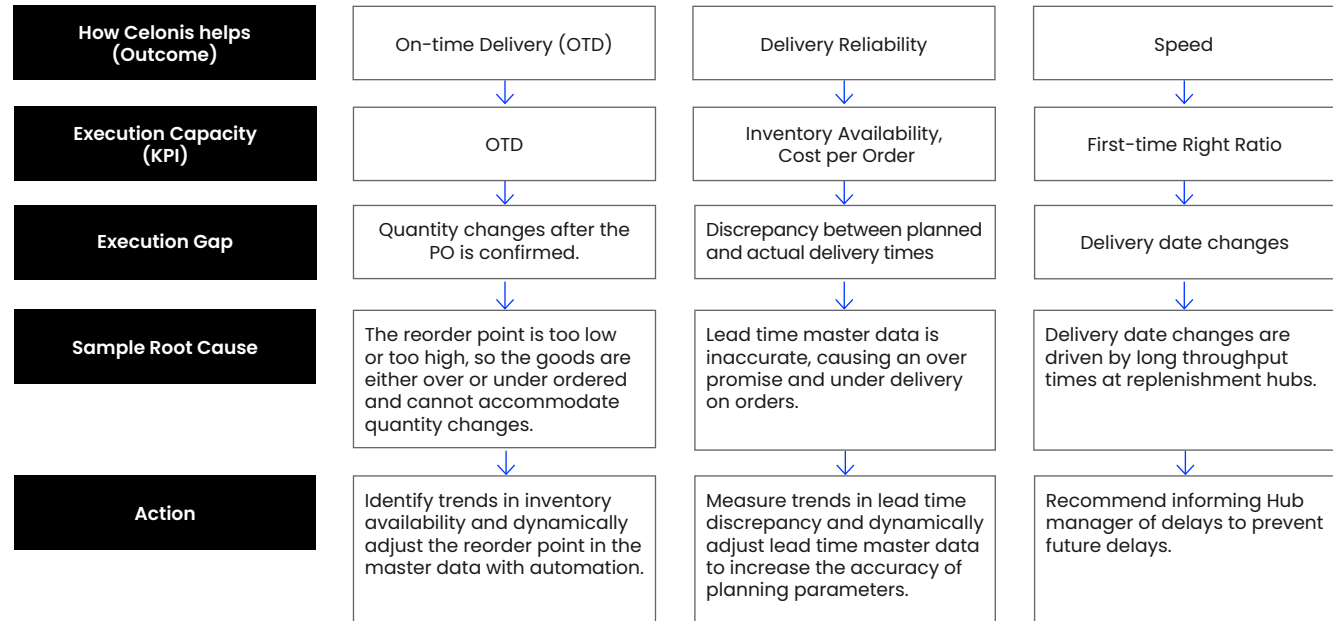 How Celonis helps
(Outcome)
On-time Delivery (OTD)
Delivery Reliability
Speed
Execution Capacity
(KPI)
OTD
Inventory Availability,
Cost per Order
First-time Right Ratio
Execution Gap
Quantity changes after the
PO is confirmed.
Discrepancy between planned
and actual delivery times
Delivery date changes
Sample Root Cause
The reorder point is too low
or too high, so the goods are
either over or under ordered
and cannot accommodate
quantity changes.
Lead time master data is
inaccurate, causing an over
promise and under delivery
on orders.
Delivery date changes are
driven by long throughput
times at replenishment hubs.
Action
Identify trends in inventory
availability and dynamically
adjust the reorder point in the
master data with automation.
Measure trends in lead time
discrepancy and dynamically
adjust lead time master data
to increase the accuracy of
planning parameters.
Recommend informing Hub
manager of delays to prevent
future delays.